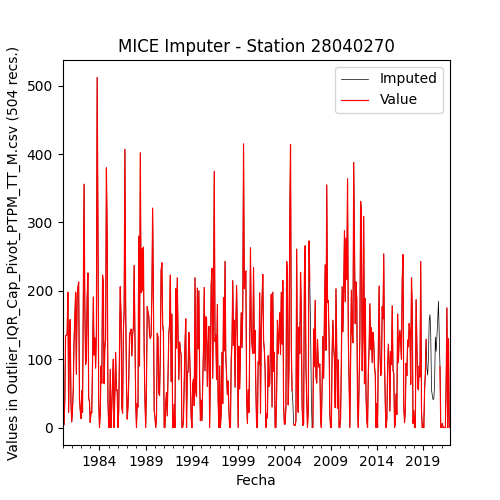 MICE Imputer - Station 28040270
Imputed
Value
Values in Outlier_IQR_Cap_Pivot_PTPM_TT_M.csv (504 recs.)
500
400
300
200
100
0
1984 1989 1994 1999 2004 2009 2014 2019
Fecha